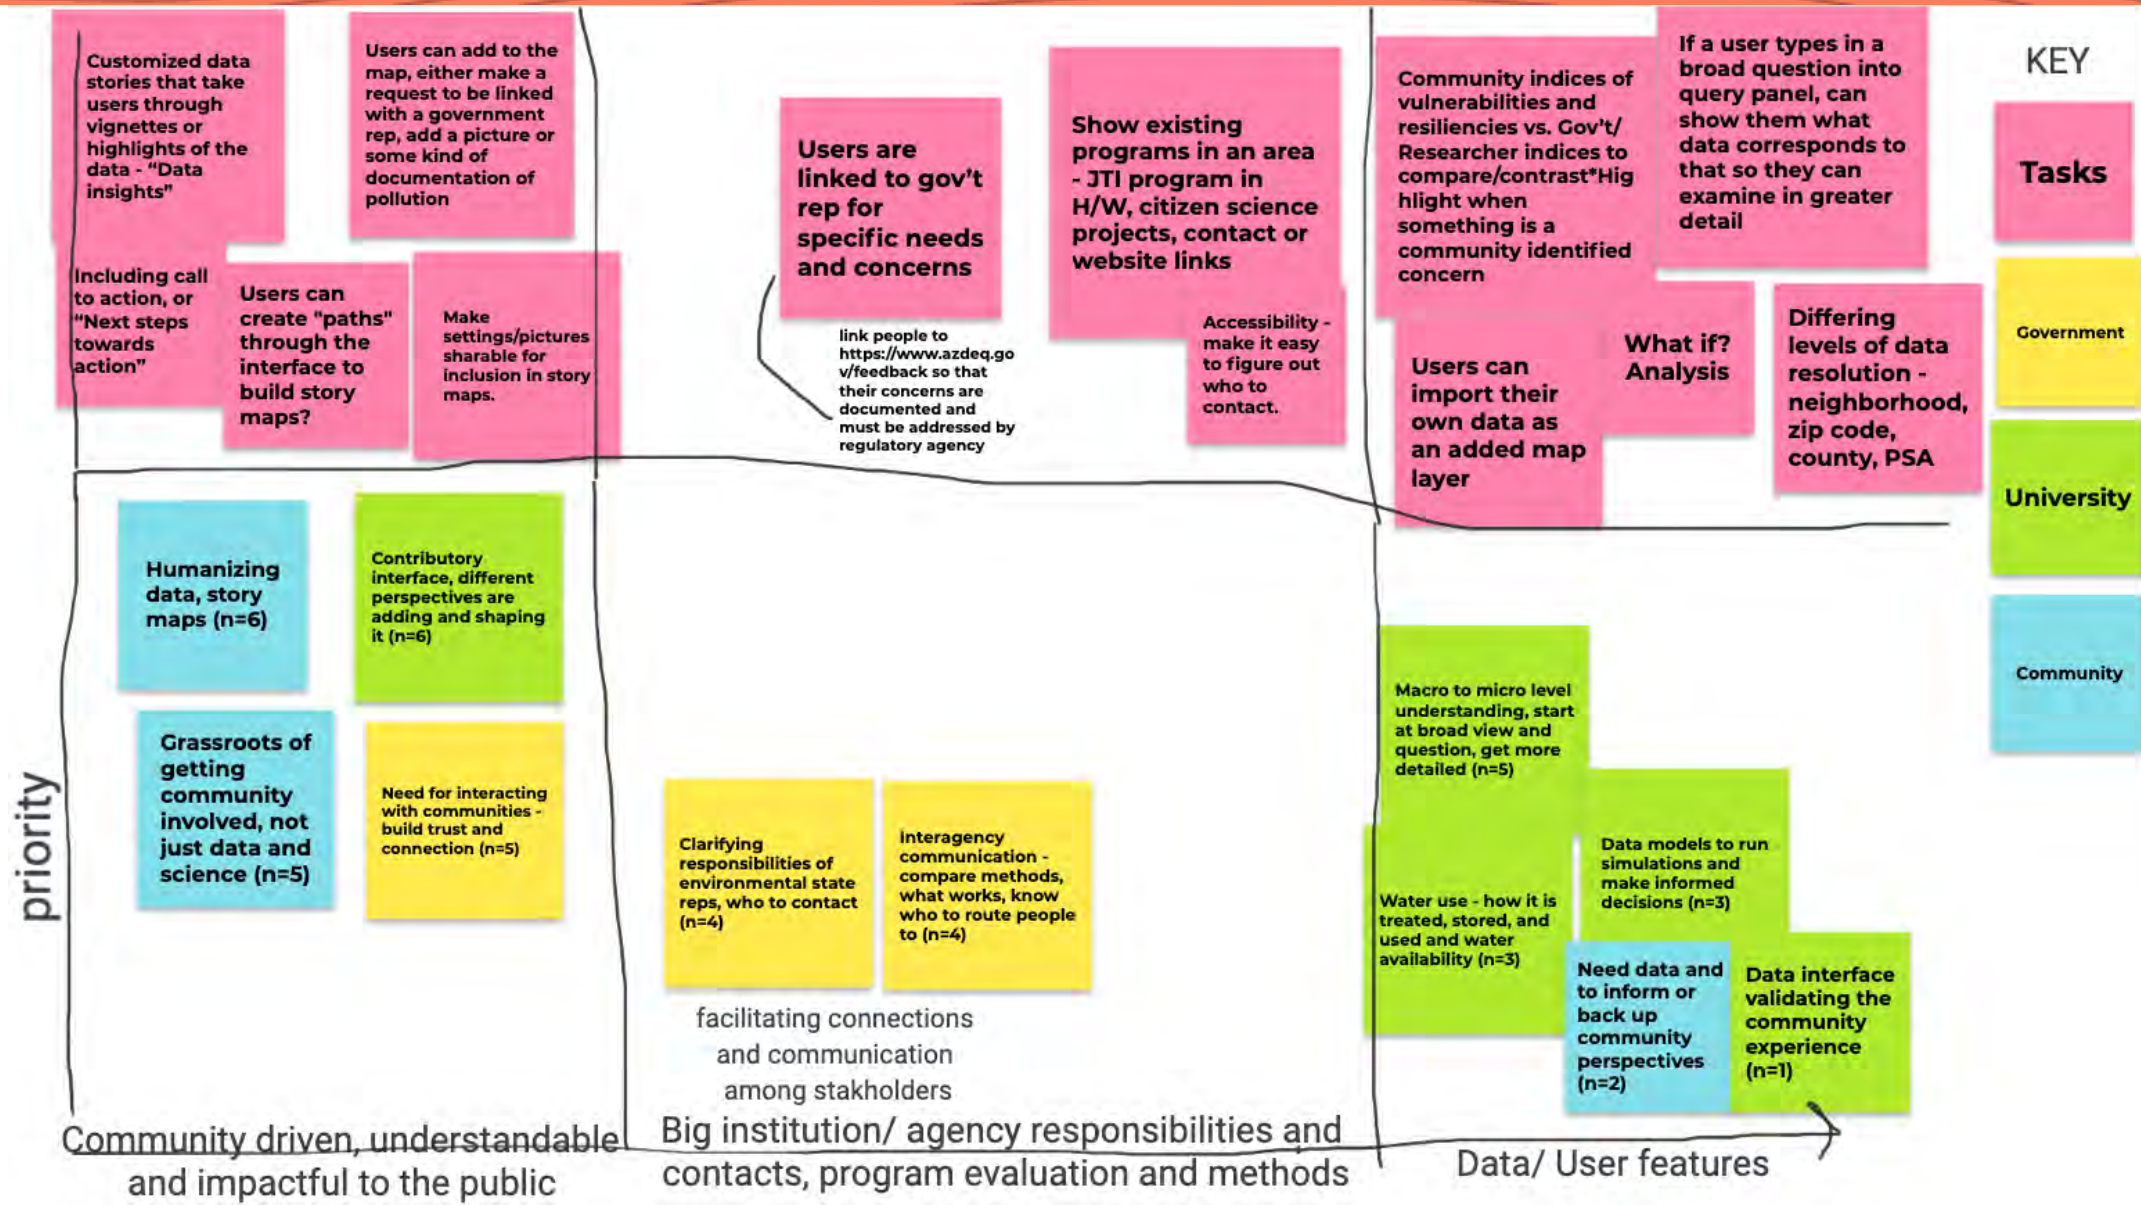 Customized data
stories that take
users through
vignettes or
highlights of the
data - “Data
insights”
Users can add to the
map, either make a
request to be linked
with a government
rep, add a picture or
some kind of
documentation of
pollution
Including call
to action, or
“Next steps
towards
action”
Users can
create "paths"
through the
interface to
build story
maps?
Make
settings/pictures
sharable for
inclusion in story
maps.
Users are
linked to gov’t
rep for
specific needs
and concerns
link people to
https://www.azdeq.go
v/feedback so that
their concerns are
documented and
must be addressed by
regulatory agency
Show existing
programs in an area
- JTI program in
H/W, citizen science
projects, contact or
website links
Accessibility -
make it easy
to figure out
who to
contact.
Community indices of
vulnerabilities and
resiliencies vs. Gov’t/
Researcher indices to
compare/contrast*Hig
hlight when
something is a
community identified
concern
If a user types in a
broad question into
query panel, can
show them what
data corresponds to
that so they can
examine in greater
detail
Users can
import their
own data as
an added map
layer
What if?
Analysis
Differing
levels of data
resolution -
neighborhood,
zip code,
county, PSA
KEY
Tasks
Government
University
Community
priority
Humanizing
data, story
maps (n=6)
Contributory
interface, different
perspectives are
adding and shaping
it (n=6)
Grassroots of
getting
community
involved, not
just data and
science (n=5)
Need for interacting
with communities -
build trust and
connection (n=5)
Clarifying
responsibilities of
environmental state
reps, who to contact
(n=4)
Interagency
communication -
compare methods,
what works, know
who to route people
to (n=4)
facilitating connections
and communication
among stakholders
Macro to micro level
understanding, start
at broad view and
question, get more
detailed (n=5)
Data models to run
simulations and
make informed
decisions (n=3)
Water use - how it is
treated, stored, and
used and water
availability (n=3)
Need data and
to inform or
back up
community
perspectives
(n=2)
Data interface
validating the
community
experience
(n=1)
Community driven, understandable
and impactful to the public
Big institution/ agency responsibilities and
contacts, program evaluation and methods
Data/ User features